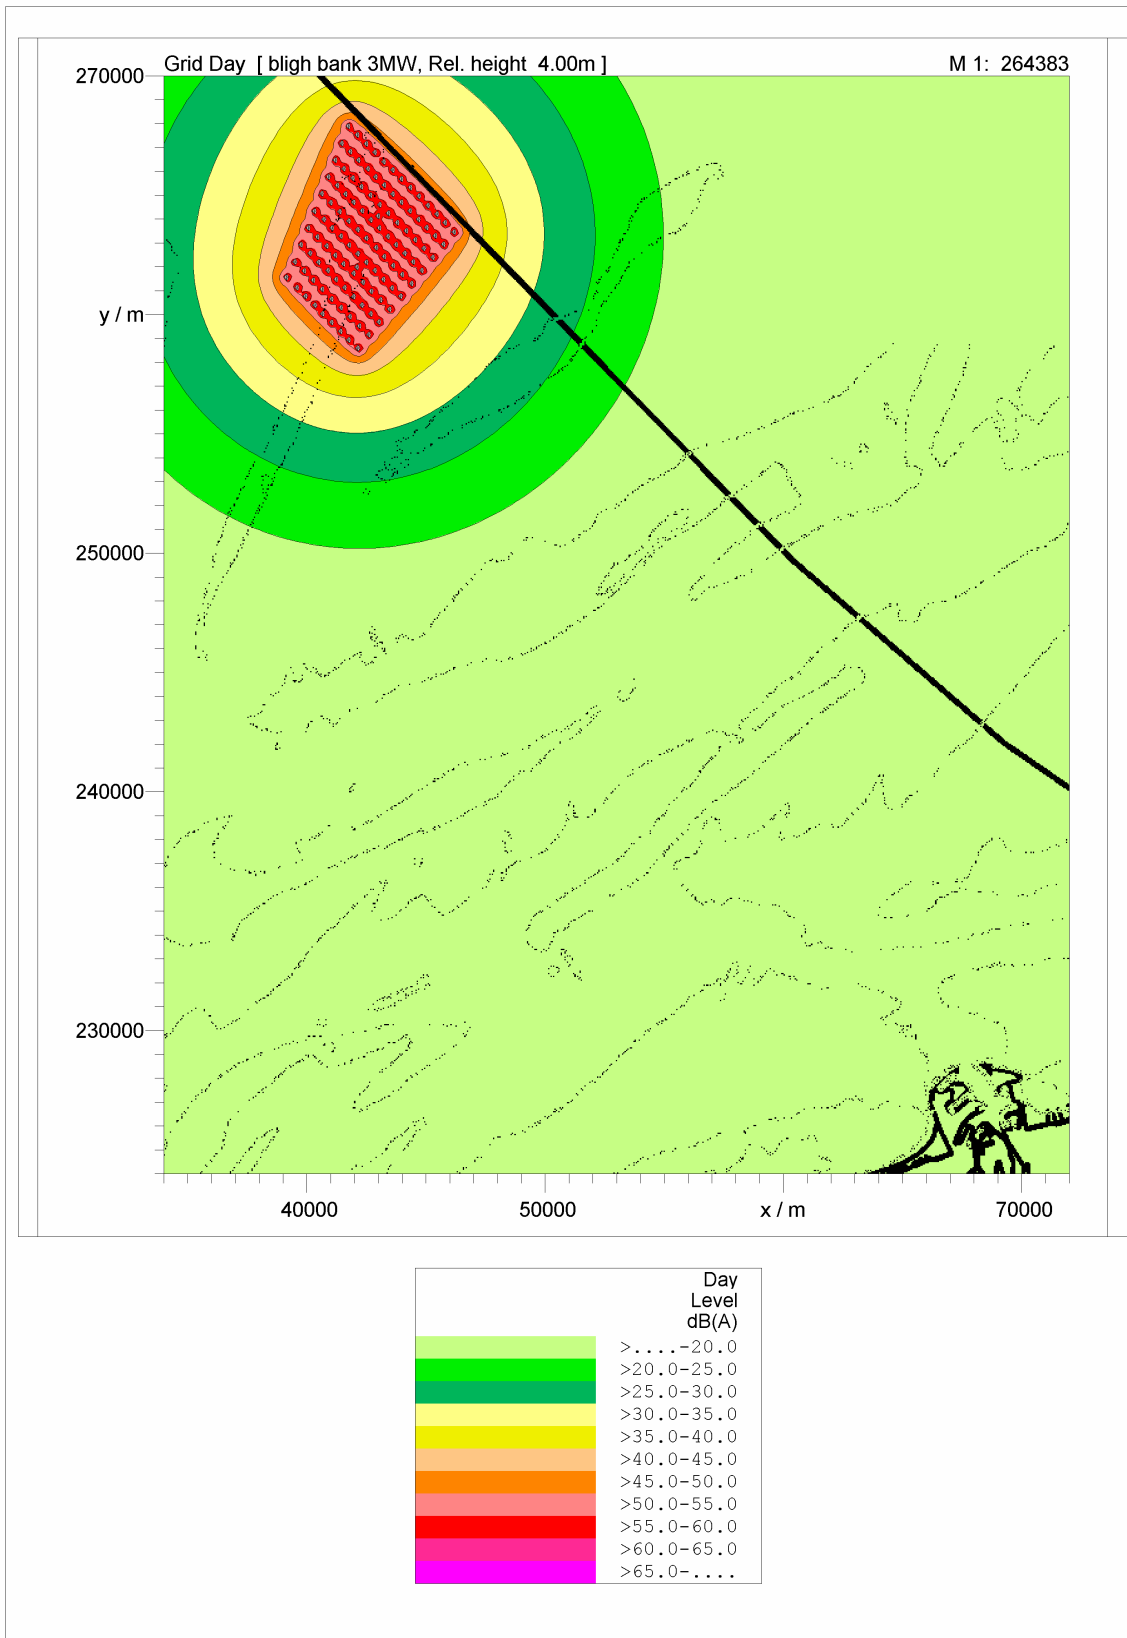 Grid Day [ bligh bank 3MW, Rel. height 4.00m ] M 1: 264383
270000
y / m
250000
240000
230000
40000 50000 x / m 70000
Day
Level
dB(A)
>....-20.0
>20.0-25.0
>25.0-30.0
>30.0-35.0
>35.0-40.0
>40.0-45.0
>45.0-50.0
>50.0-55.0
>55.0-60.0
>60.0-65.0
>65.0-....